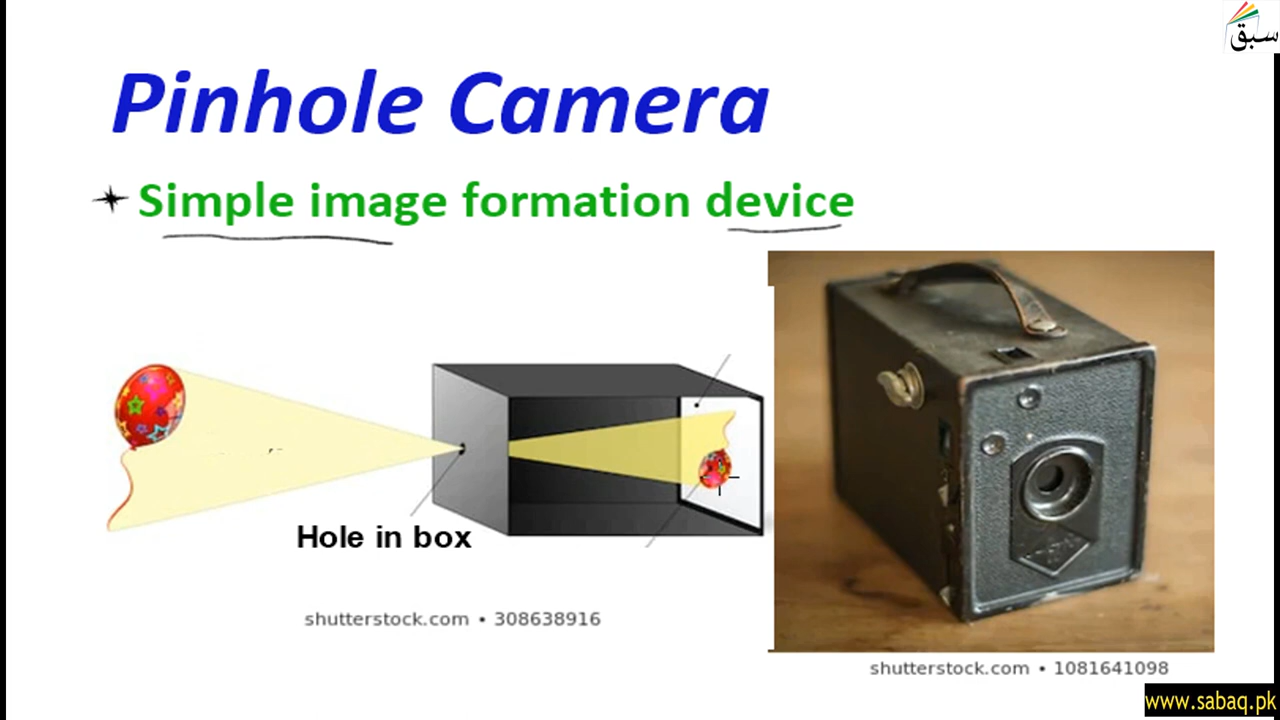 سبق
Pinhole Camera
Simple image formation device
Hole in box
shutterstock.com • 308638916
shutterstock.com • 1081641098
www.sabaq.pk